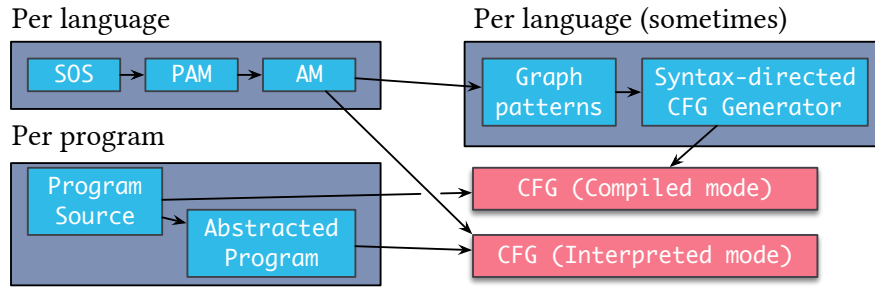 Per language
SOS
PAM
AM
Per language (sometimes)
Graph
patterns
Syntax-directed
CFG Generator
Per program
Program
Source
Abstracted
Program
CFG (Compiled mode)
CFG (Interpreted mode)